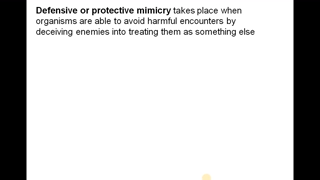 Defensive or protective mimicry takes place when
organisms are able to avoid harmful encounters by
deceiving enemies into treating them as something else